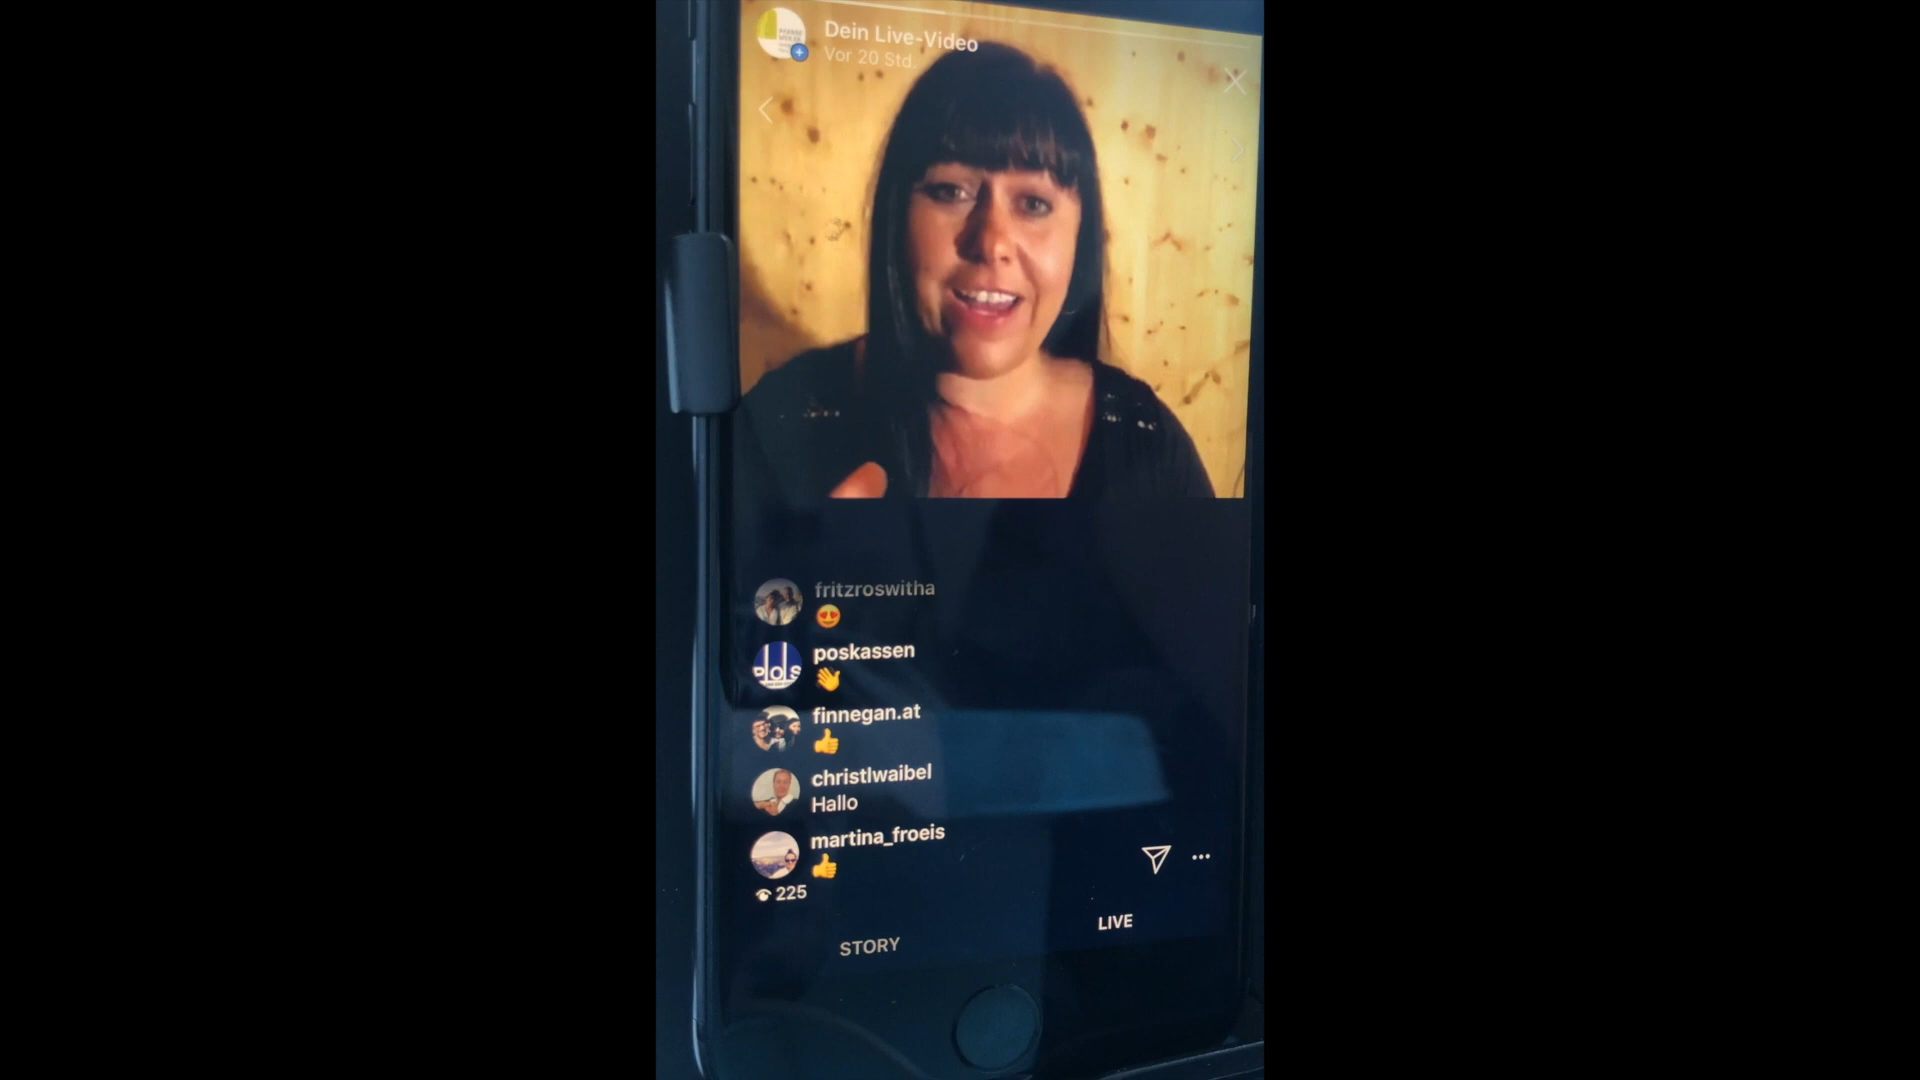 Dein Live-Video
Vor 20 Std.
fritzroswitha
😍
poskassen
👋
finnegan.at
👍
christlwaibel
Hallo
martina_froeis
👍
225
LIVE
STORY